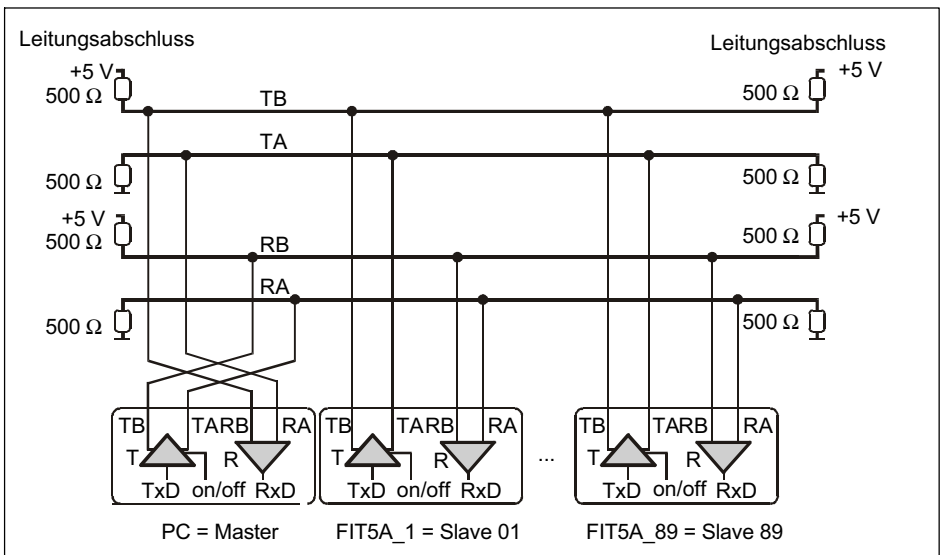 Leitungsabschluss
Leitungsabschluss
+5 V
+5 V
500 Ω
500 Ω
TB
TA
500 Ω
500 Ω
+5 V
+5 V
500 Ω
500 Ω
RB
RA
500 Ω
500 Ω
TB TARB RA TB TARB RA TB TARB RA
T R T R ... T R
TxD on/off RxD TxD on/off RxD TxD on/off RxD
PC = Master FIT5A_1 = Slave 01 FIT5A_89 = Slave 89